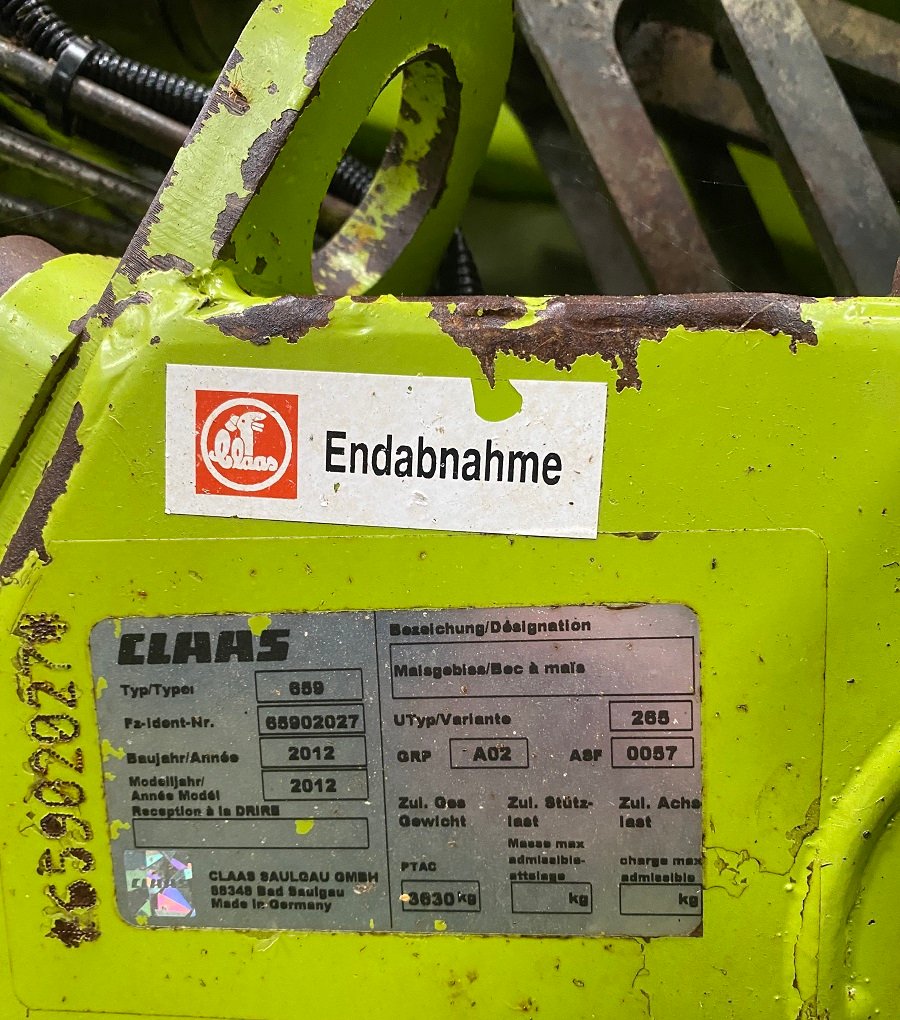 Claas
Endabnahme
*65902027*
CLAAS
Typ/Type:
659
Fz-Ident-Nr.
65902027
Baujahr/Année
2012
Modelljahr/
Année Modél
2012
Reception à la DRIRE
CLAAS
CLAAS SAULGAU GMBH
88348 Bad Saulgau
Made in Germany
Bezeichung/Désignation
Maisgebiss/Bec à maïs
UTyp/Variante
265
GRP
A02
ASF
0057
Zul. Ges
Gewicht
PTAC
3630 kg
Zul. Stütz-
last
Masse max
admissible-
attelage
kg
Zul. Achs
last
charge max
admissible
kg